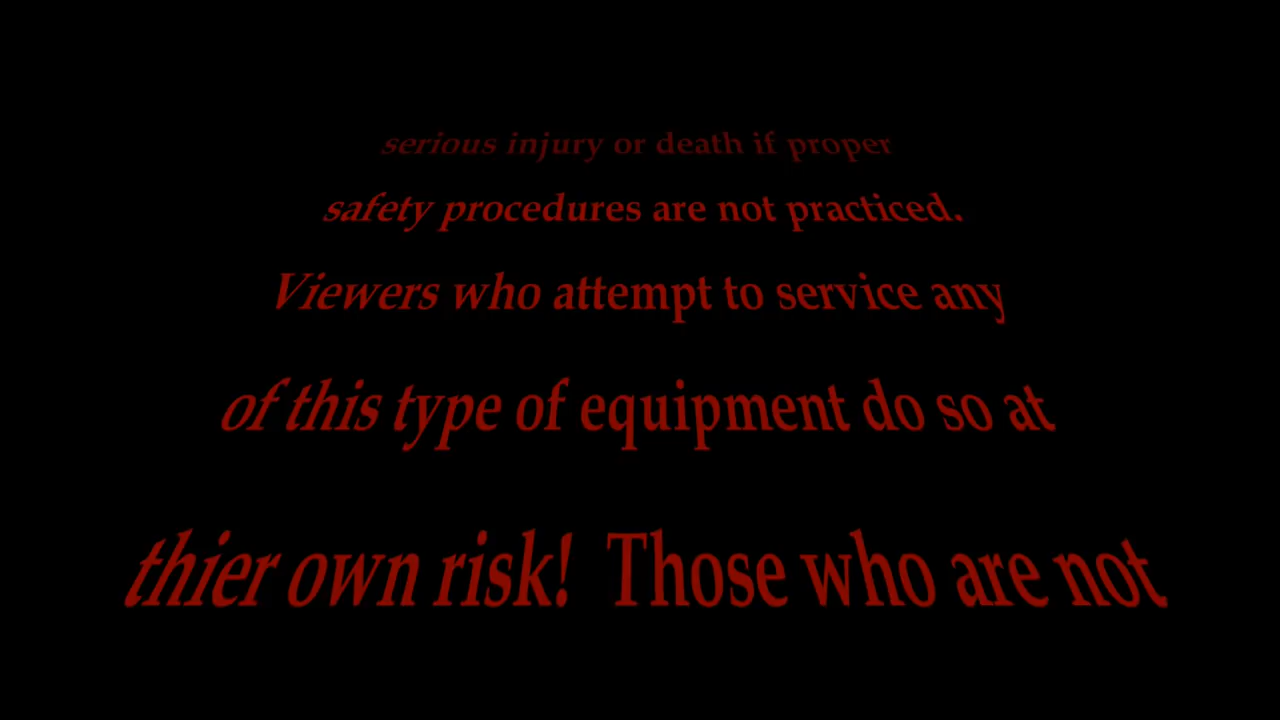 serious injury or death if proper
safety procedures are not practiced.
Viewers who attempt to service any
of this type of equipment do so at
thier own risk!  Those who are not